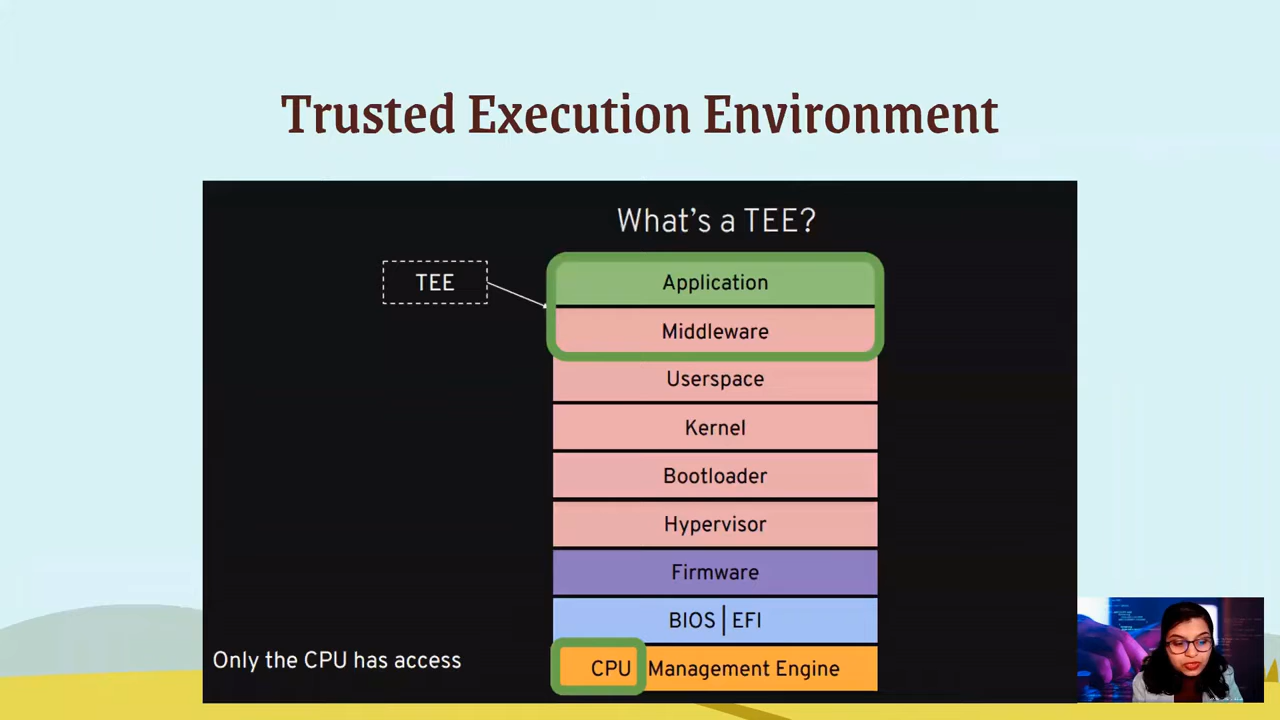 Trusted Execution Environment
What's a TEE?
TEE
Application
Middleware
Userspace
Kernel
Bootloader
Hypervisor
Firmware
BIOS | EFI
Only the CPU has access
CPU Management Engine